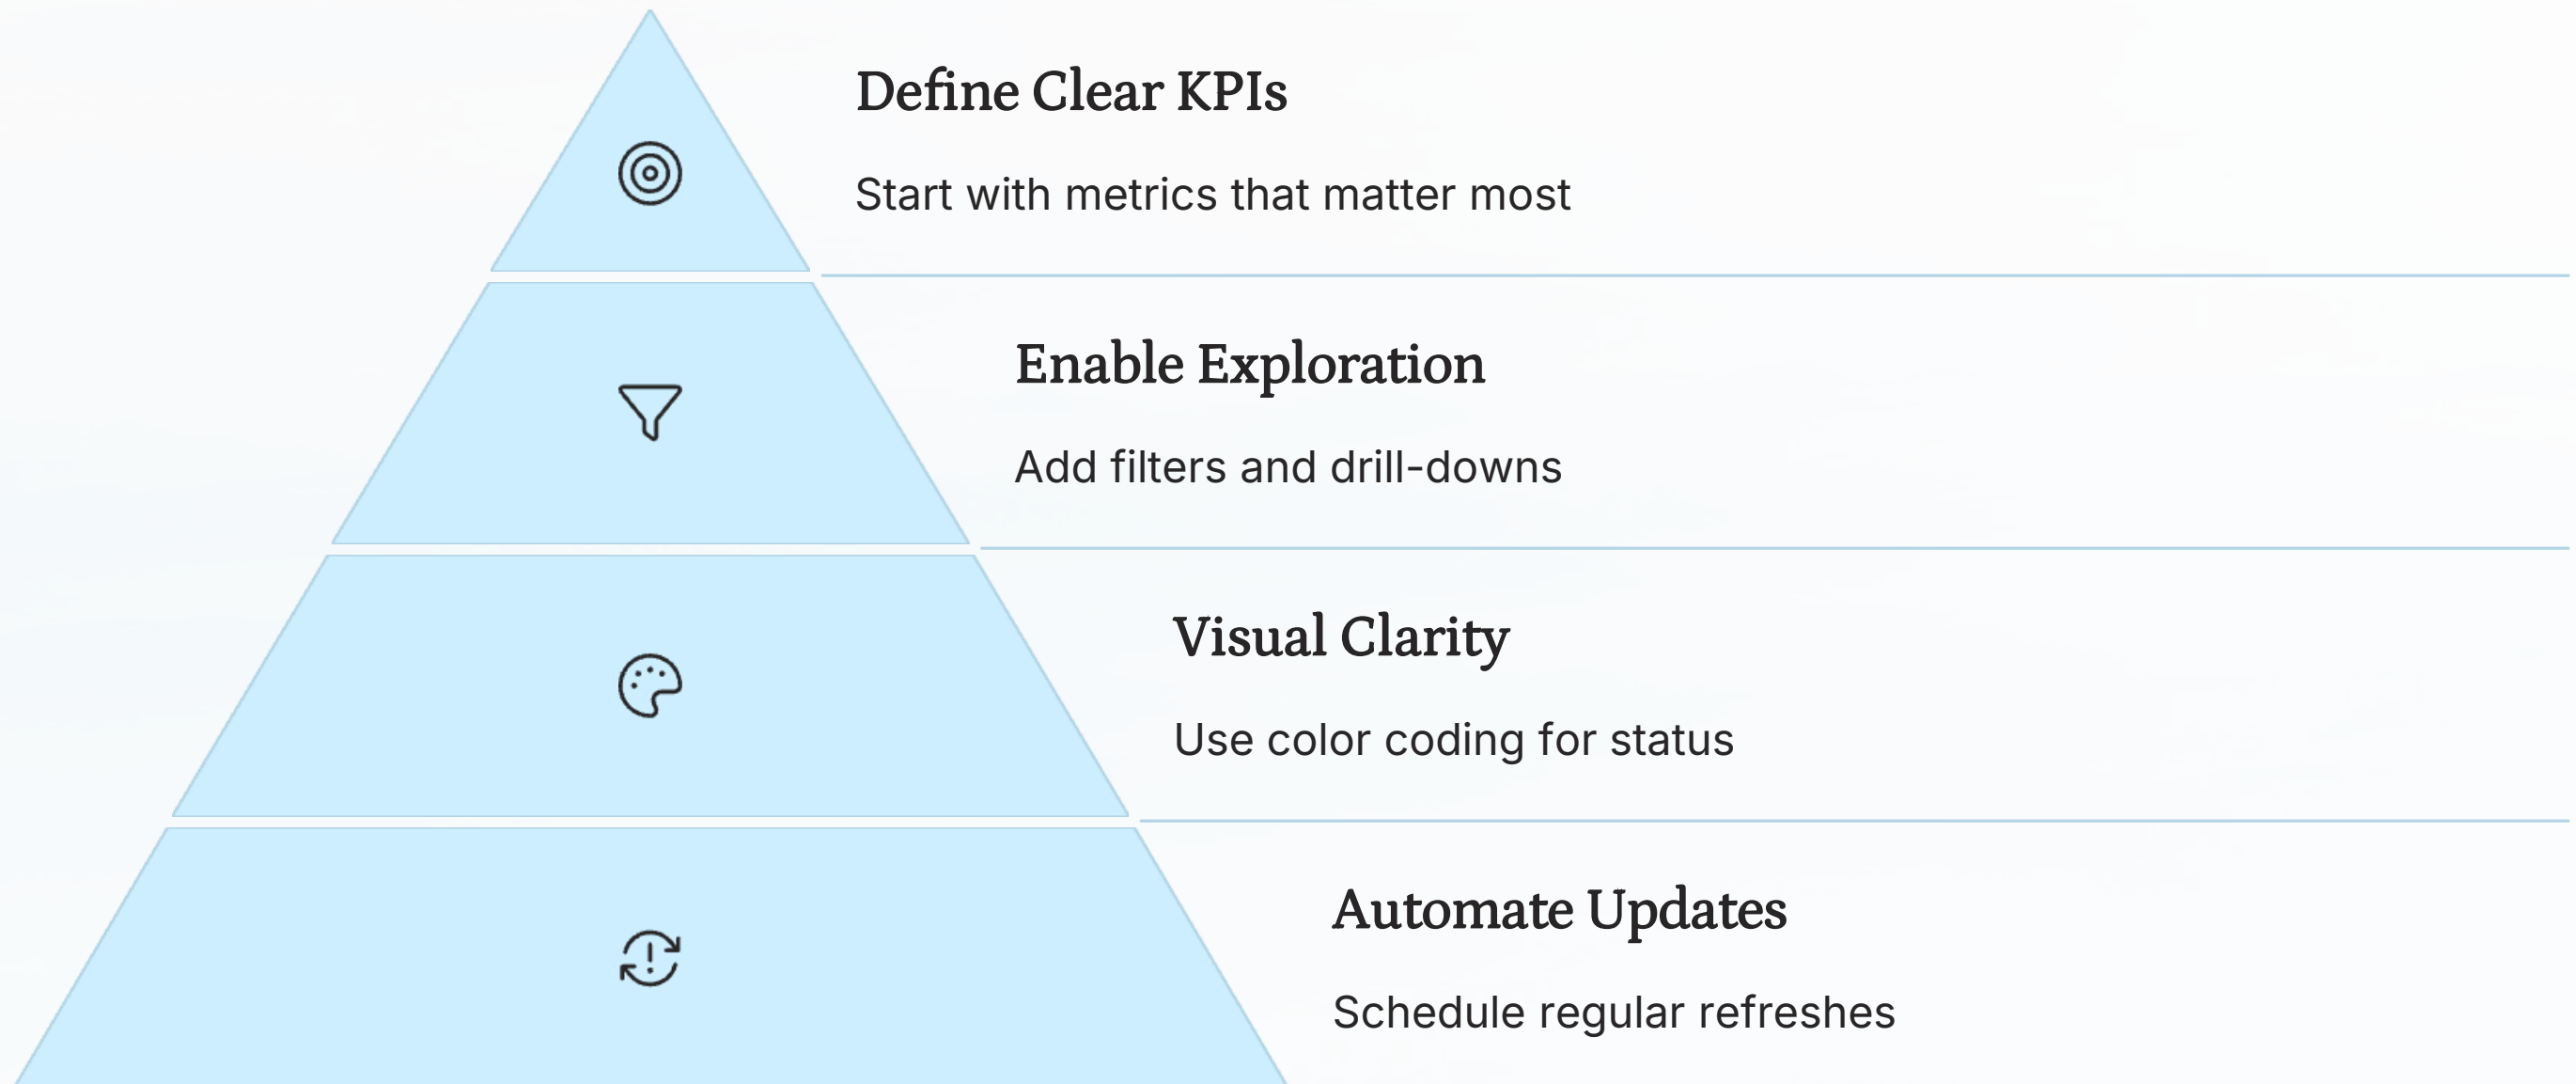 Define Clear KPIs
Start with metrics that matter most
Enable Exploration
Add filters and drill-downs
Visual Clarity
Use color coding for status
Automate Updates
Schedule regular refreshes